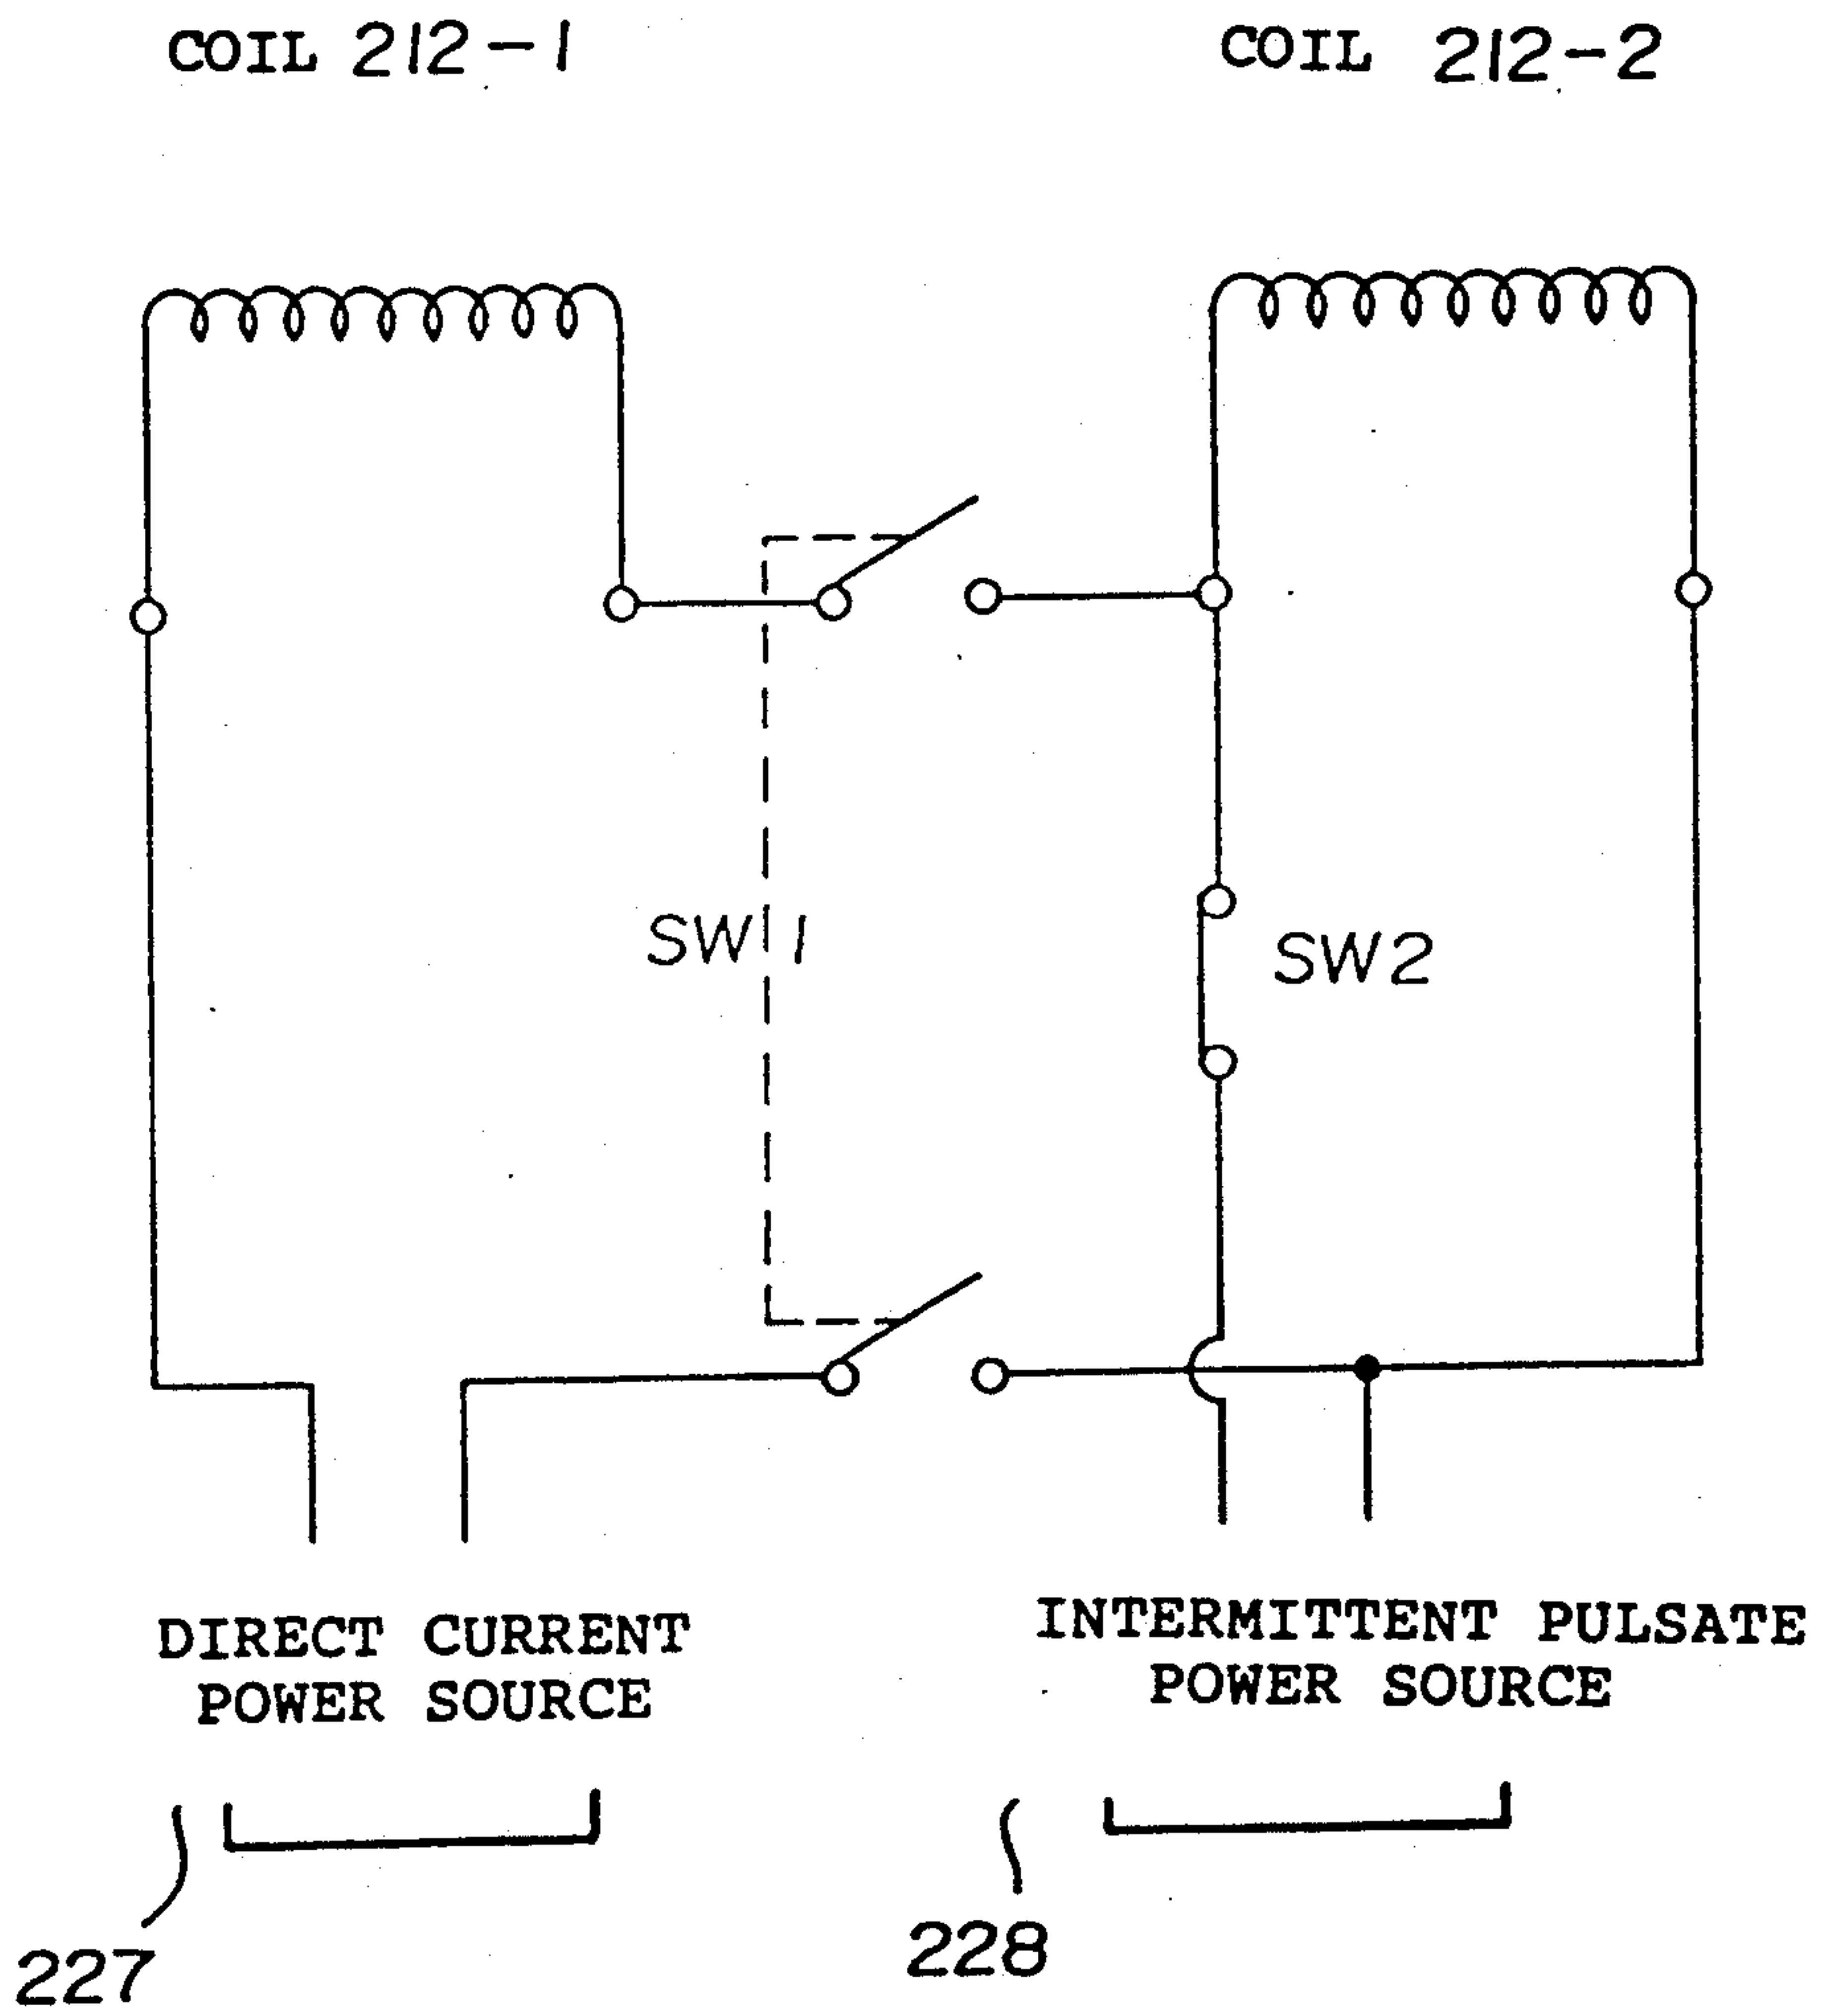 COIL 212-1
COIL 212-2
SW 1
SW2
DIRECT CURRENT
POWER SOURCE
INTERMITTENT PULSATE
POWER SOURCE
227
228